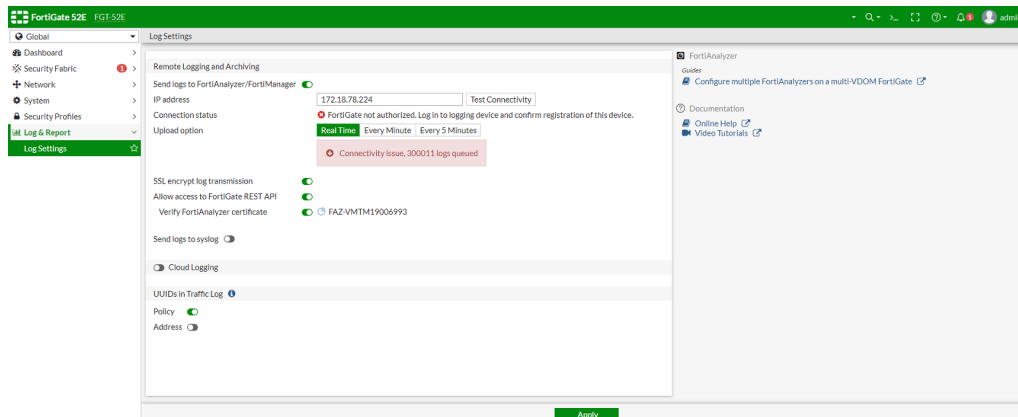 FortiGate 52E FGT-52E
admin
Global
Log Settings
Dashboard
Security Fabric 1
Network
System
Security Profiles
Log & Report
Log Settings
Remote Logging and Archiving
Send logs to FortiAnalyzer/FortiManager
IP address 172.18.78.224 Test Connectivity
Connection status FortiGate not authorized. Log in to logging device and confirm registration of this device.
Upload option Real Time Every Minute Every 5 Minutes
Connectivity issue, 300011 logs queued
SSL encrypt log transmission
Allow access to FortiGate REST API
Verify FortiAnalyzer certificate FAZ-VMTM19006993
Send logs to syslog
Cloud Logging
UUIDs in Traffic Log
Policy
Address
Apply
FortiAnalyzer
Guides
Configure multiple FortiAnalyzers on a multi-VDOM FortiGate
Documentation
Online Help
Video Tutorials